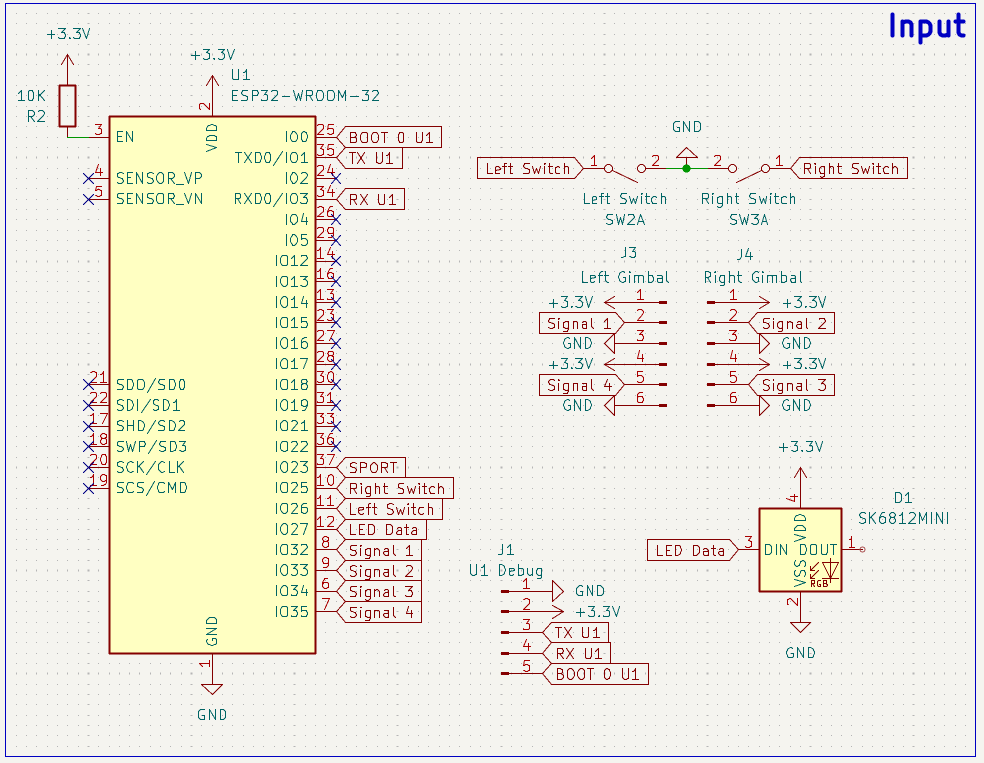 Input
+3.3V
10K
R2
+3.3V
U1
ESP32-WROOM-32
2
VDD
3 EN
4 SENSOR_VP
5 SENSOR_VN
21 SDO/SD0
22 SDI/SD1
17 SHD/SD2
18 SWP/SD3
20 SCK/CLK
19 SCS/CMD
IO0 25 BOOT 0 U1
TXD0/IO1 35 TX U1
IO2 24
RXD0/IO3 34 RX U1
IO4 26
IO5 29
IO12 14
IO13 16
IO14 13
IO15 23
IO16 27
IO17 28
IO18 30
IO19 31
IO21 33
IO22 36
IO23 37 SPORT
IO25 10 Right Switch
IO26 11 Left Switch
IO27 12 LED Data
IO32 8 Signal 1
IO33 9 Signal 2
IO34 6 Signal 3
IO35 7 Signal 4
GND
1
GND
GND
Left Switch 1 2 2 1 Right Switch
Left Switch Right Switch
SW2A SW3A
J3
Left Gimbal
+3.3V 1
Signal 1 2
GND 3
+3.3V 4
Signal 4 5
GND 6
J4
Right Gimbal
1 +3.3V
2 Signal 2
3 GND
4 +3.3V
5 Signal 3
6 GND
J1
U1 Debug
1 GND
2 +3.3V
3 TX U1
4 RX U1
5 BOOT 0 U1
+3.3V
4
D1
SK6812MINI
VDD
LED Data 3 DIN DOUT 1
VSS
RGB
2
GND